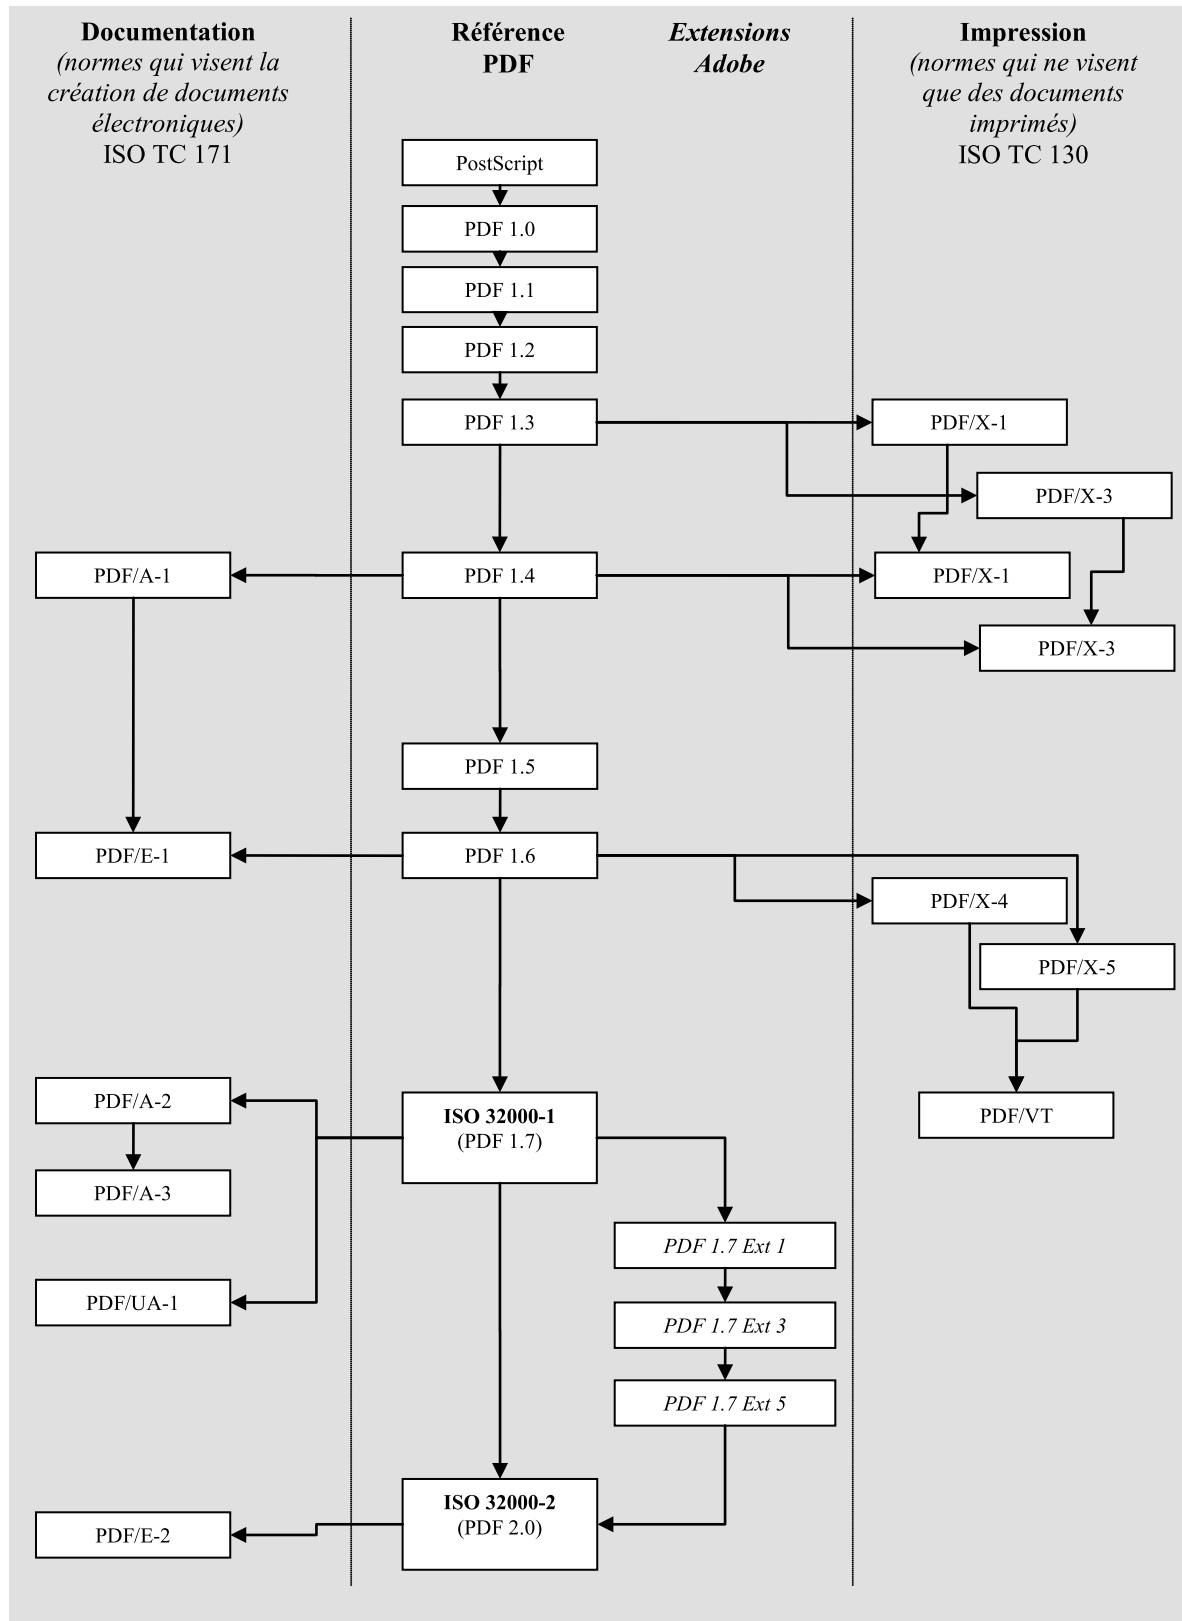 Documentation
(normes qui visent la
création de documents
électroniques)
ISO TC 171
Référence
PDF
Extensions
Adobe
Impression
(normes qui ne visent
que des documents
imprimés)
ISO TC 130
PostScript
PDF 1.0
PDF 1.1
PDF 1.2
PDF 1.3
PDF/X-1
PDF/X-3
PDF/A-1
PDF 1.4
PDF/X-1
PDF/X-3
PDF 1.5
PDF/E-1
PDF 1.6
PDF/X-4
PDF/X-5
PDF/A-2
ISO 32000-1
(PDF 1.7)
PDF/VT
PDF/A-3
PDF 1.7 Ext 1
PDF/UA-1
PDF 1.7 Ext 3
PDF 1.7 Ext 5
ISO 32000-2
(PDF 2.0)
PDF/E-2